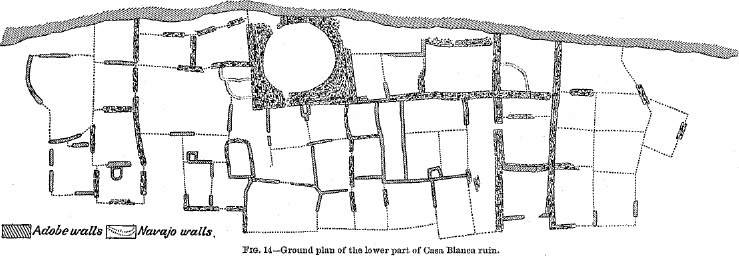 Adobe walls Navajo walls.
FIG. 14—Ground plan of the lower part of Casa Blanca ruin.